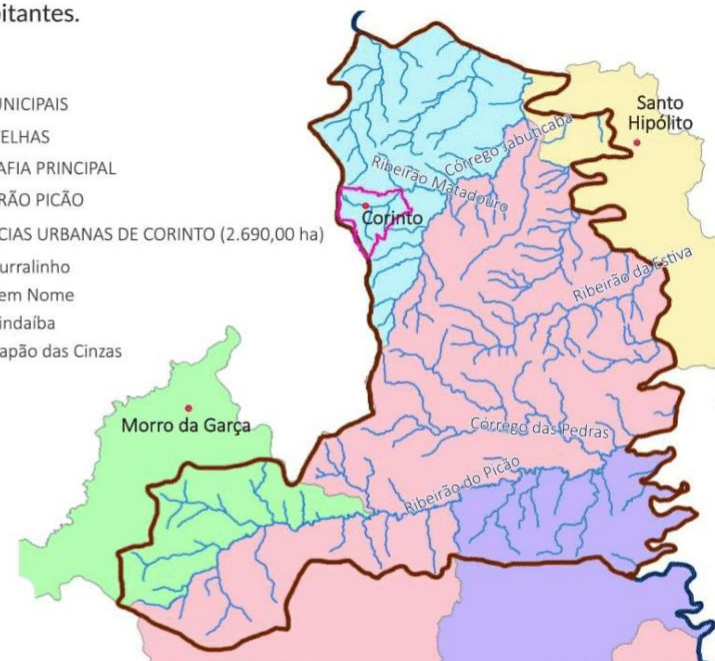 pitantes.
UNICIPAIS
ELHAS
AFIA PRINCIPAL
RÃO PICÃO
CIAS URBANAS DE CORINTO (2.690,00 ha)
urralinho
em Nome
indaíba
apão das Cinzas
Santo
Hipólito
Córrego Jabuticaba
Ribeirão Matadouro
Corinto
Ribeirão da Estiva
Morro da Garça
Córrego das Pedras
Ribeirão do Picão